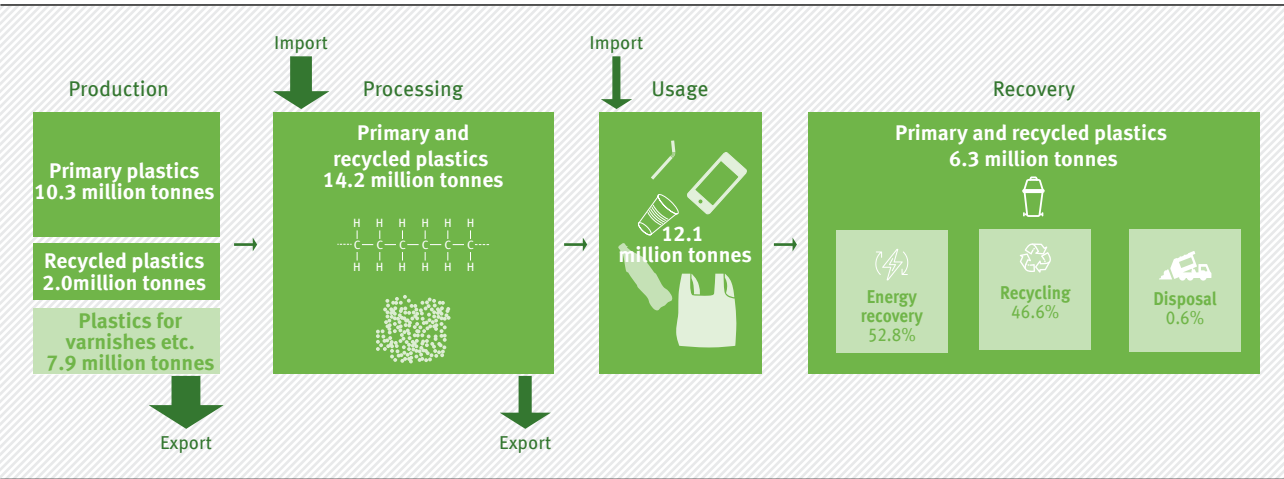 Import
Import
Production
Processing
Usage
Recovery
Primary plastics
10.3 million tonnes
Recycled plastics
2.0million tonnes
Plastics for
varnishes etc.
7.9 million tonnes
Export
Primary and
recycled plastics
14.2 million tonnes
H H H H H H
C C C C C C
H H H H H H
Export
12.1
million tonnes
Primary and recycled plastics
6.3 million tonnes
Energy
recovery
52.8%
Recycling
46.6%
Disposal
0.6%